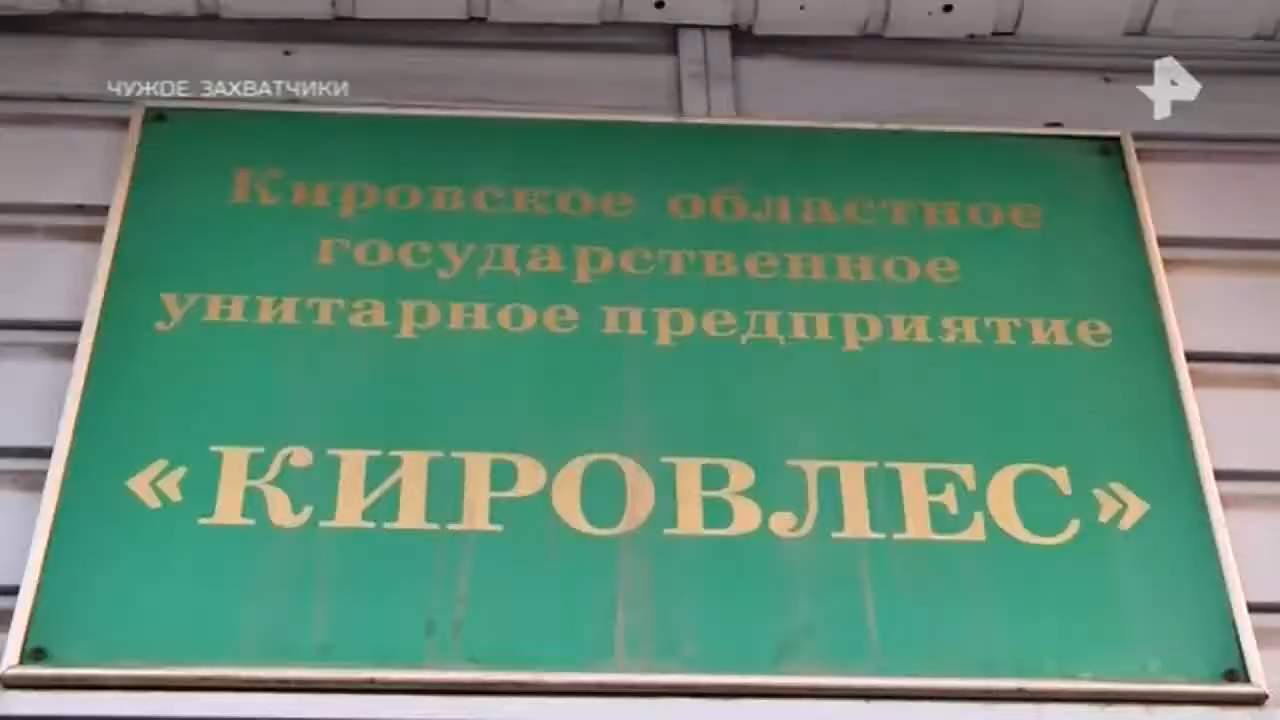 ЧУЖОЕ. ЗАХВАТЧИКИ
Кировское областное
государственное
унитарное предприятие
«КИРОВЛЕС»